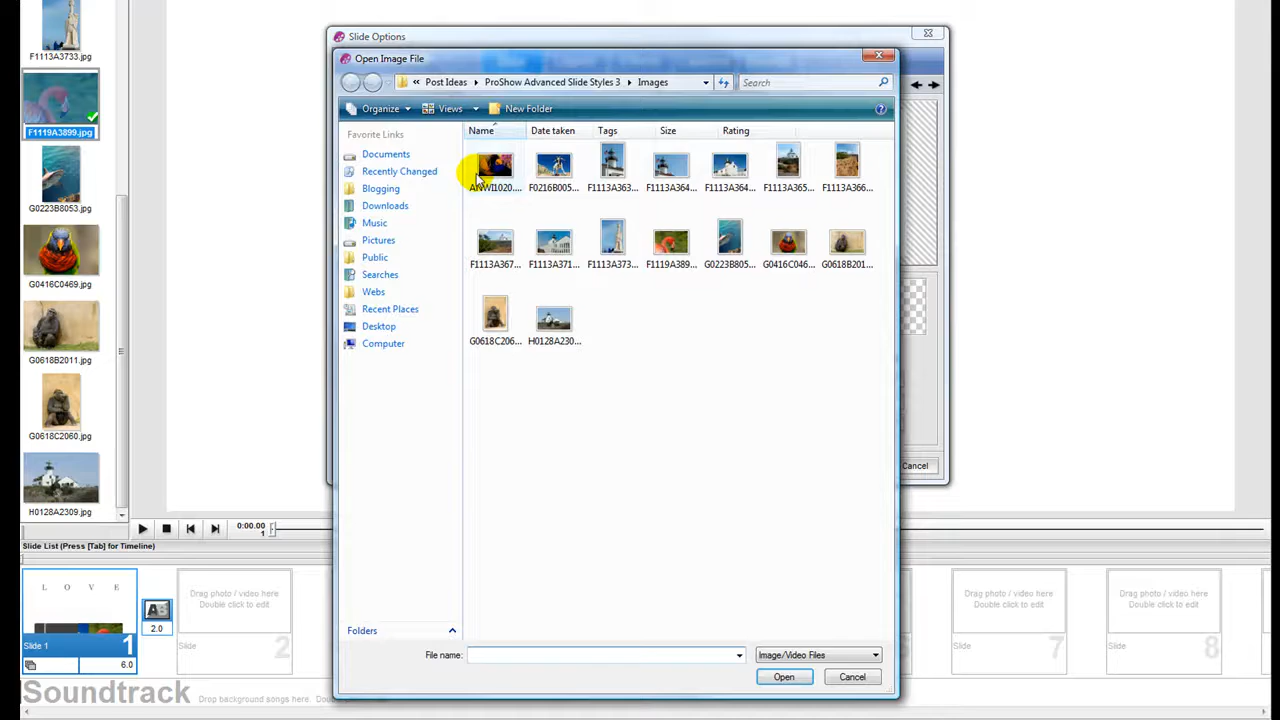 F1113A3733.jpg
F1119A3899.jpg
G0223B8053.jpg
G0416C0469.jpg
G0618B2011.jpg
G0618C2060.jpg
H0128A2309.jpg
Slide Options
Open Image File
« Post Ideas ▸ ProShow Advanced Slide Styles 3 ▸ Images
Search
Organize Views New Folder
Favorite Links
Documents
Recently Changed
Blogging
Downloads
Music
Pictures
Public
Searches
Webs
Recent Places
Desktop
Computer
Folders
Name Date taken Tags Size Rating
F0216B005... F1113A363... F1113A364... F1113A364... F1113A365... F1113A366...
F1113A367... F1113A371... F1113A373... F1119A389... G0223B805... G0416C046... G0618B201...
G0618C206... H0128A230...
File name:
Image/Video Files
Open Cancel
Cancel
0:00.00
1
Slide List (Press [Tab] for Timeline)
L O V E
Slide 1
1
6.0
AB
2.0
Drag photo / video here
Double click to edit
Slide
2
Drag photo / video here
Double click to edit
Slide
7
Drag photo / video here
Double click to edit
Slide
8
Soundtrack
Drop background songs here